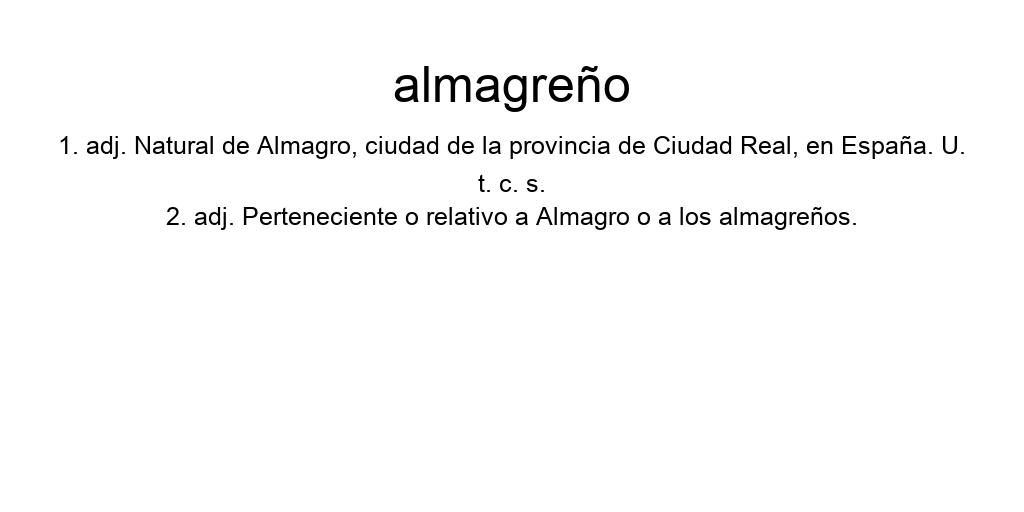 almagreño
1. adj. Natural de Almagro, ciudad de la provincia de Ciudad Real, en España. U.
t. c. s.
2. adj. Perteneciente o relativo a Almagro o a los almagreños.